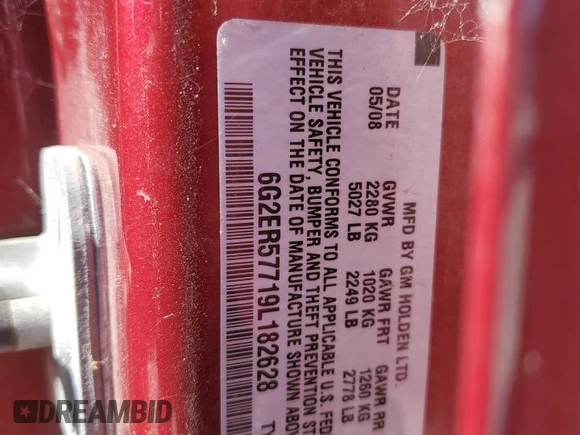 MFD BY GM HOLDEN LTD.
DATE GVWR GAWR FRT GAWR RR
05/08 2280 KG 1020 KG 1260 KG
5027 LB 2249 LB 2778 LB
THIS VEHICLE CONFORMS TO ALL APPLICABLE U.S. FED
VEHICLE SAFETY, BUMPER AND THEFT PREVENTION S
EFFECT ON THE DATE OF MANUFACTURE SHOWN ABOV
6G2ER57719L182628 TY
DREAMBID